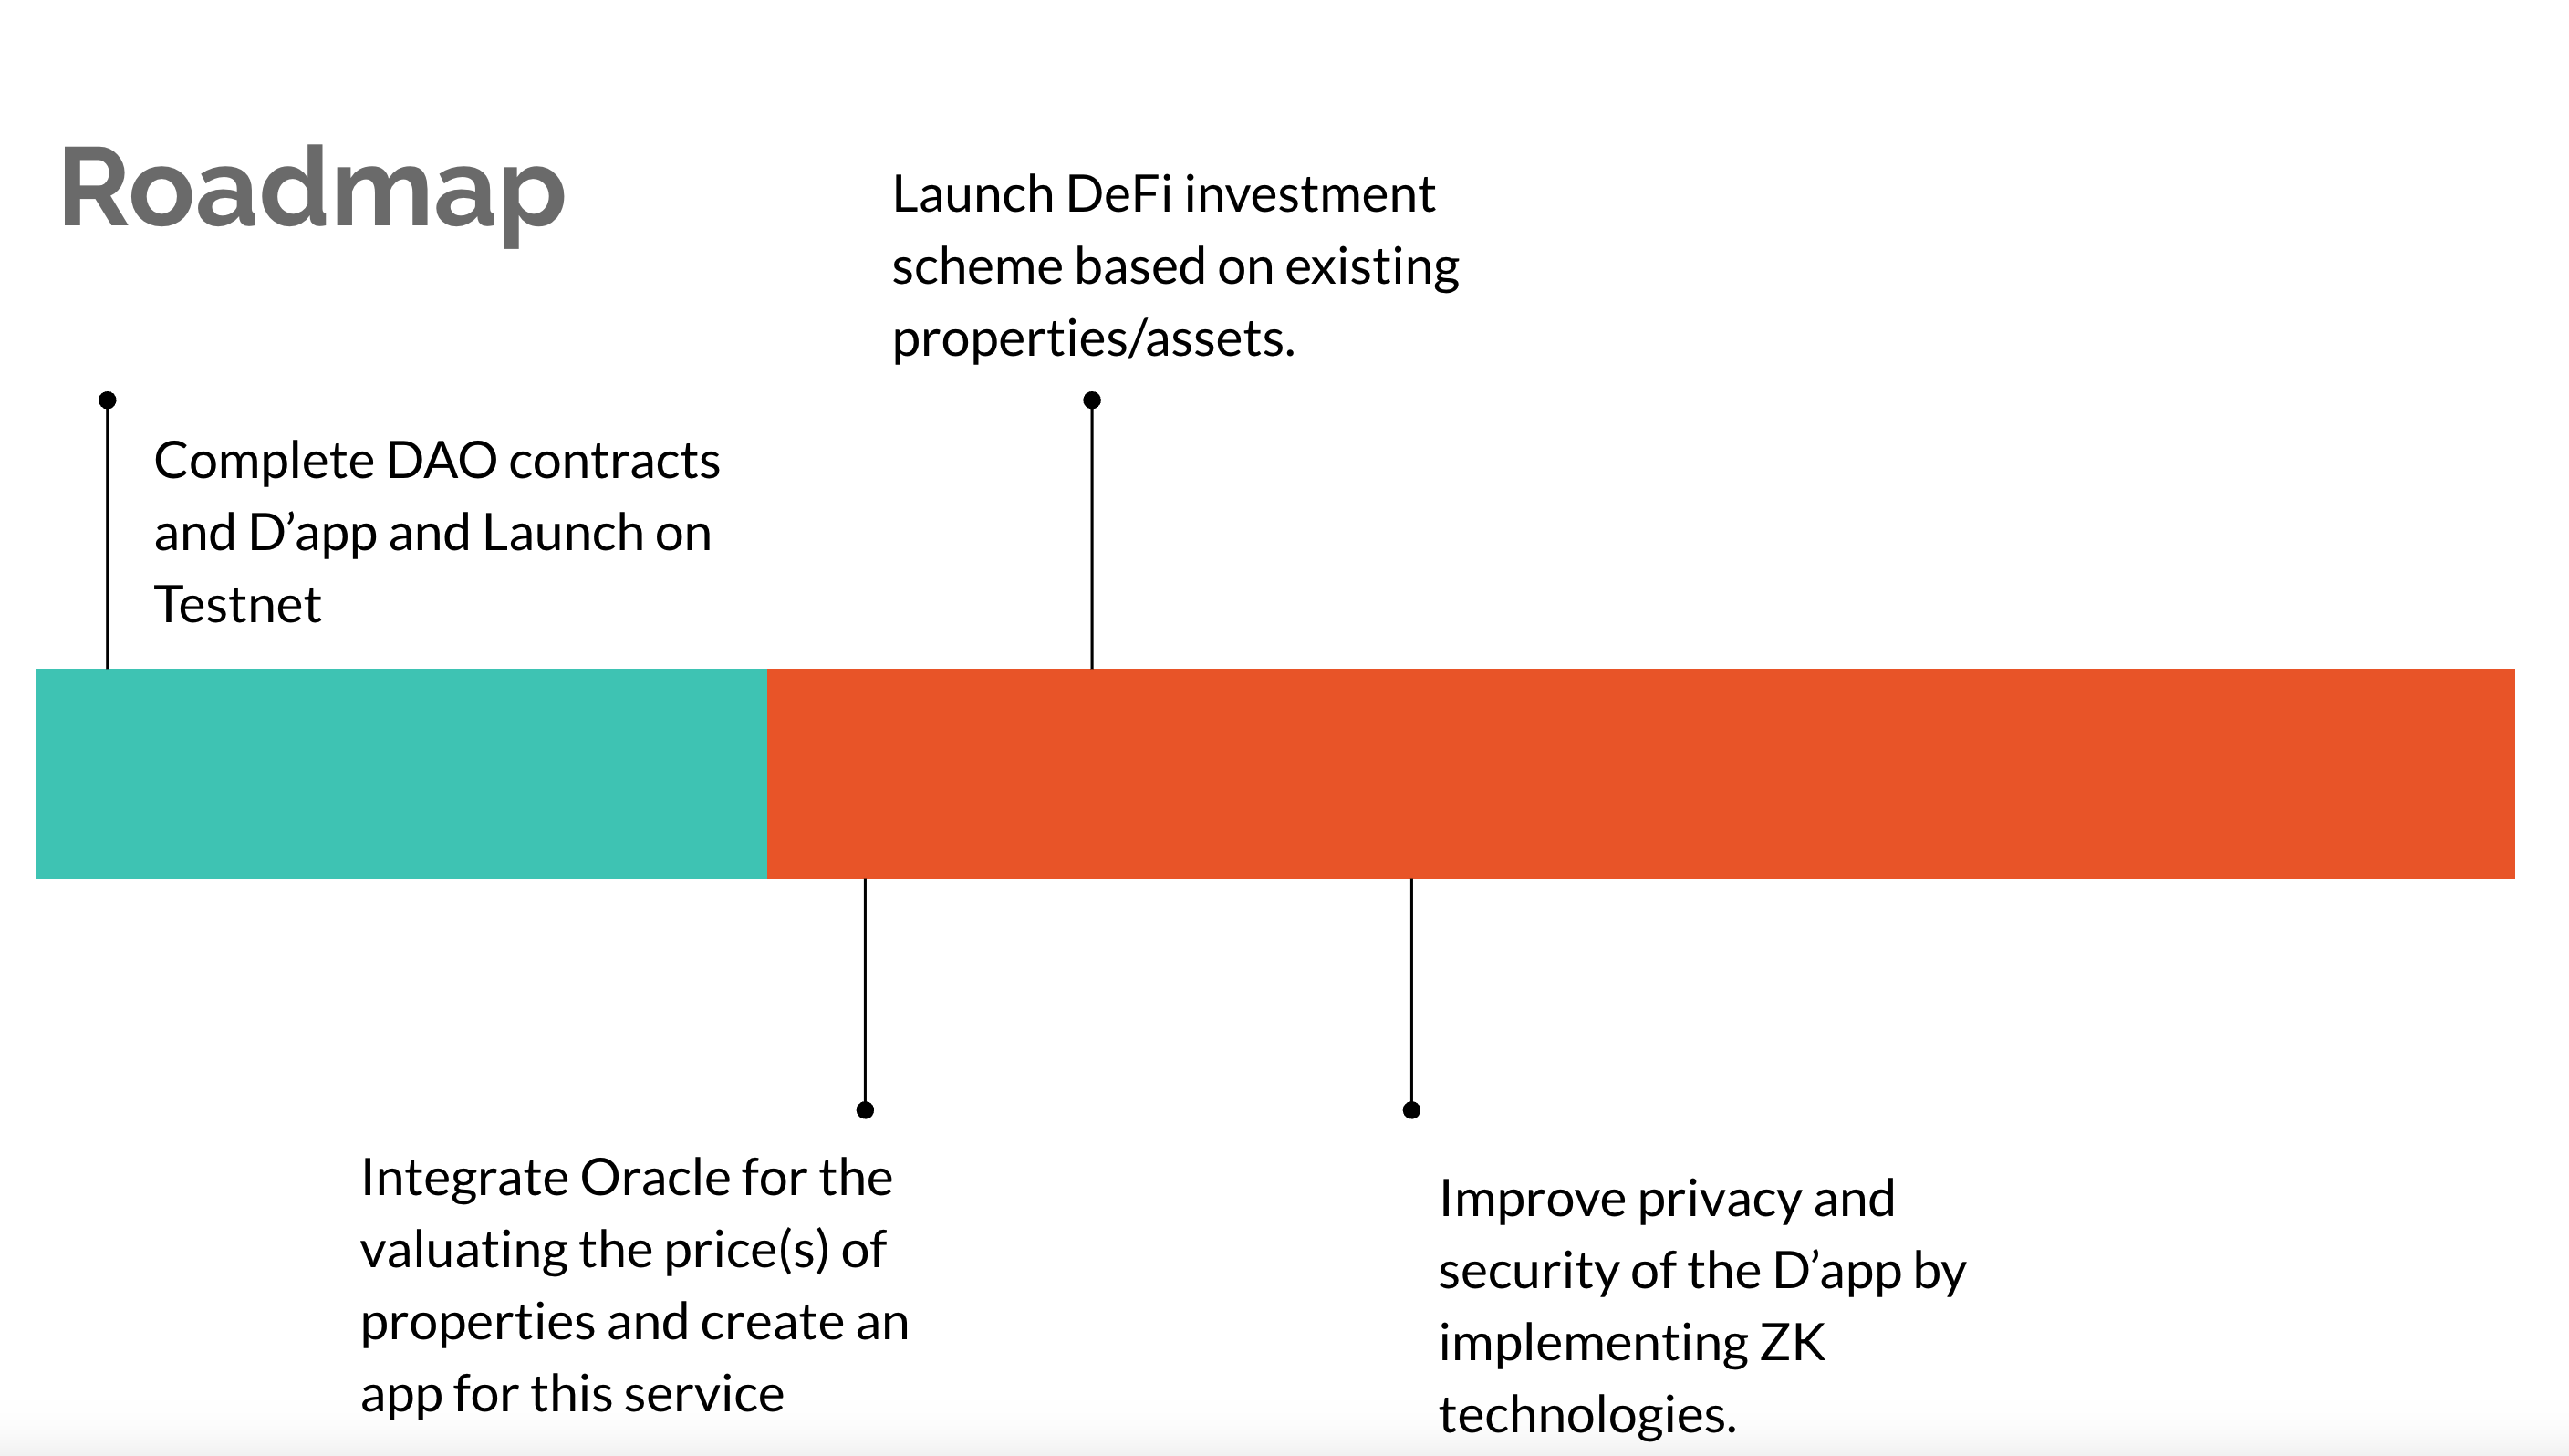 Roadmap
Launch DeFi investment
scheme based on existing
properties/assets.
Complete DAO contracts
and D’app and Launch on
Testnet
Integrate Oracle for the
valuating the price(s) of
properties and create an
app for this service
Improve privacy and
security of the D’app by
implementing ZK
technologies.